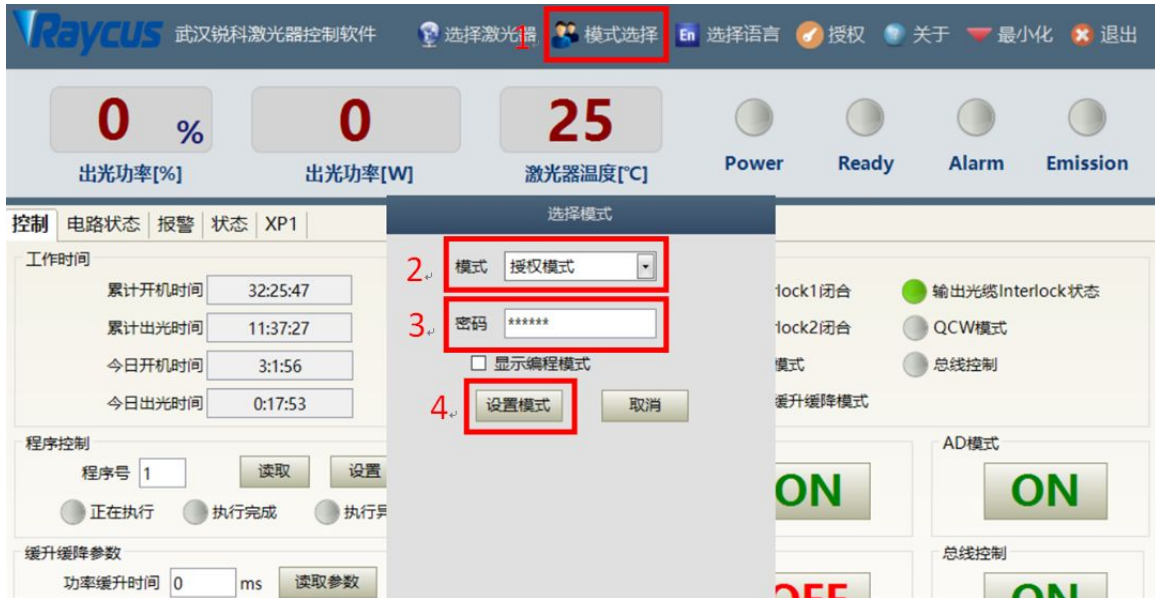 Raycus 武汉锐科激光器控制软件 选择激光器 1 模式选择 En 选择语言 授权 关于 最小化 退出
0 % 0 25
出光功率[%] 出光功率[W] 激光器温度[℃] Power Ready Alarm Emission
选择模式
控制 电路状态 报警 状态 XP1
工作时间
2 模式 授权模式
累计开机时间 32:25:47 lock1闭合 输出光缆Interlock状态
3 密码 ******
累计出光时间 11:37:27 lock2闭合 QCW模式
今日开机时间 3:1:56 显示编程模式 模式 总线控制
今日出光时间 0:17:53 4 设置模式 取消 缓升缓降模式
程序控制 AD模式
程序号 1 读取 设置 ON ON
正在执行 执行完成 执行异
缓升缓降参数 总线控制
功率缓升时间 0 ms 读取参数 OFF ON